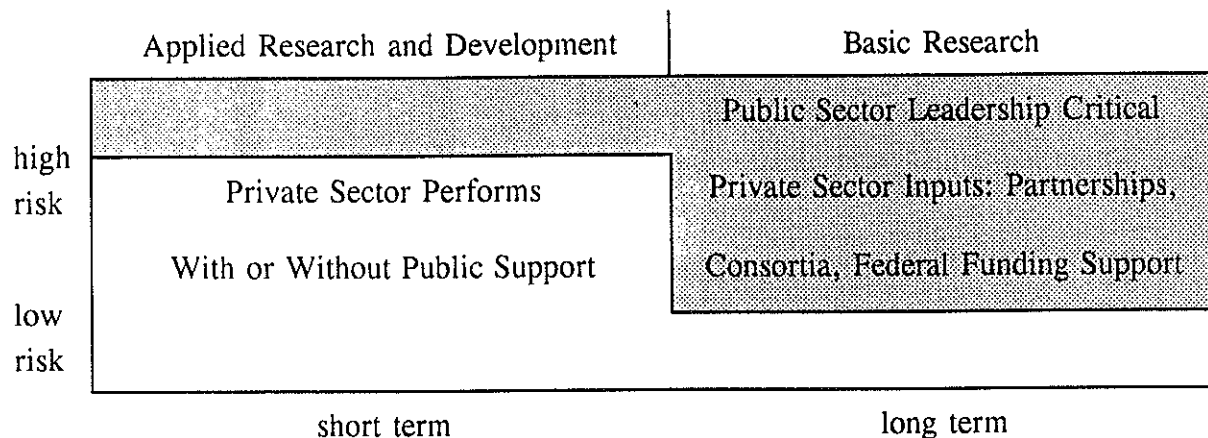 Applied Research and Development
Basic Research
Public Sector Leadership Critical
high
risk
Private Sector Performs
Private Sector Inputs: Partnerships,
With or Without Public Support
Consortia, Federal Funding Support
low
risk
short term
long term